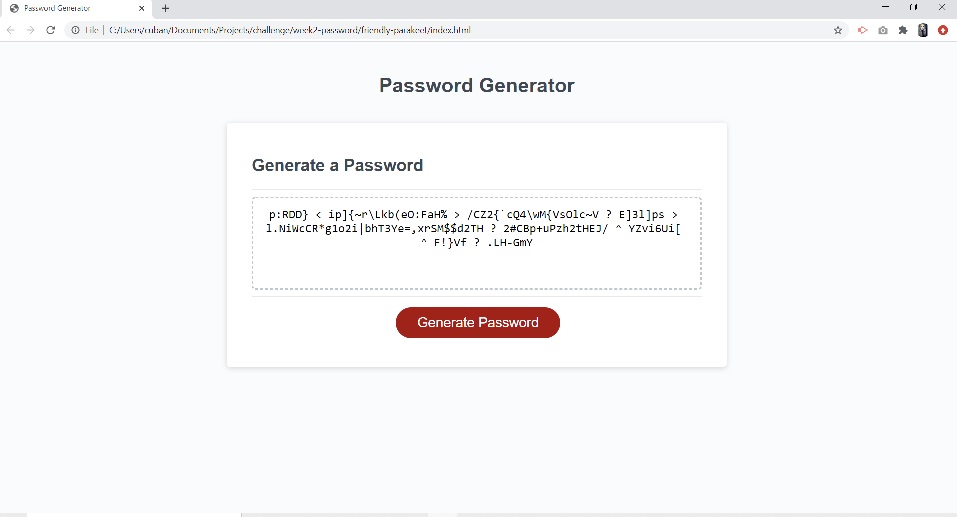 Password Generator
File | C:/Users/cuban/Documents/Projects/challenge/week2-password/friendly-parakeet/index.html
Password Generator
Generate a Password
p:RDD} < ip]{~r\Lkb(eO:FaH% > /CZ2{`cQ4\wM{VsOlc~V ? E]3l]ps >
l.NiWcCR*g1o2i|bhT3Ye=,xrSM$$d2TH ? 2#CBp+uPzh2tHEJ/ ^ YZvi6Ui[
^ F!}Vf ? .LH-GmY
Generate Password